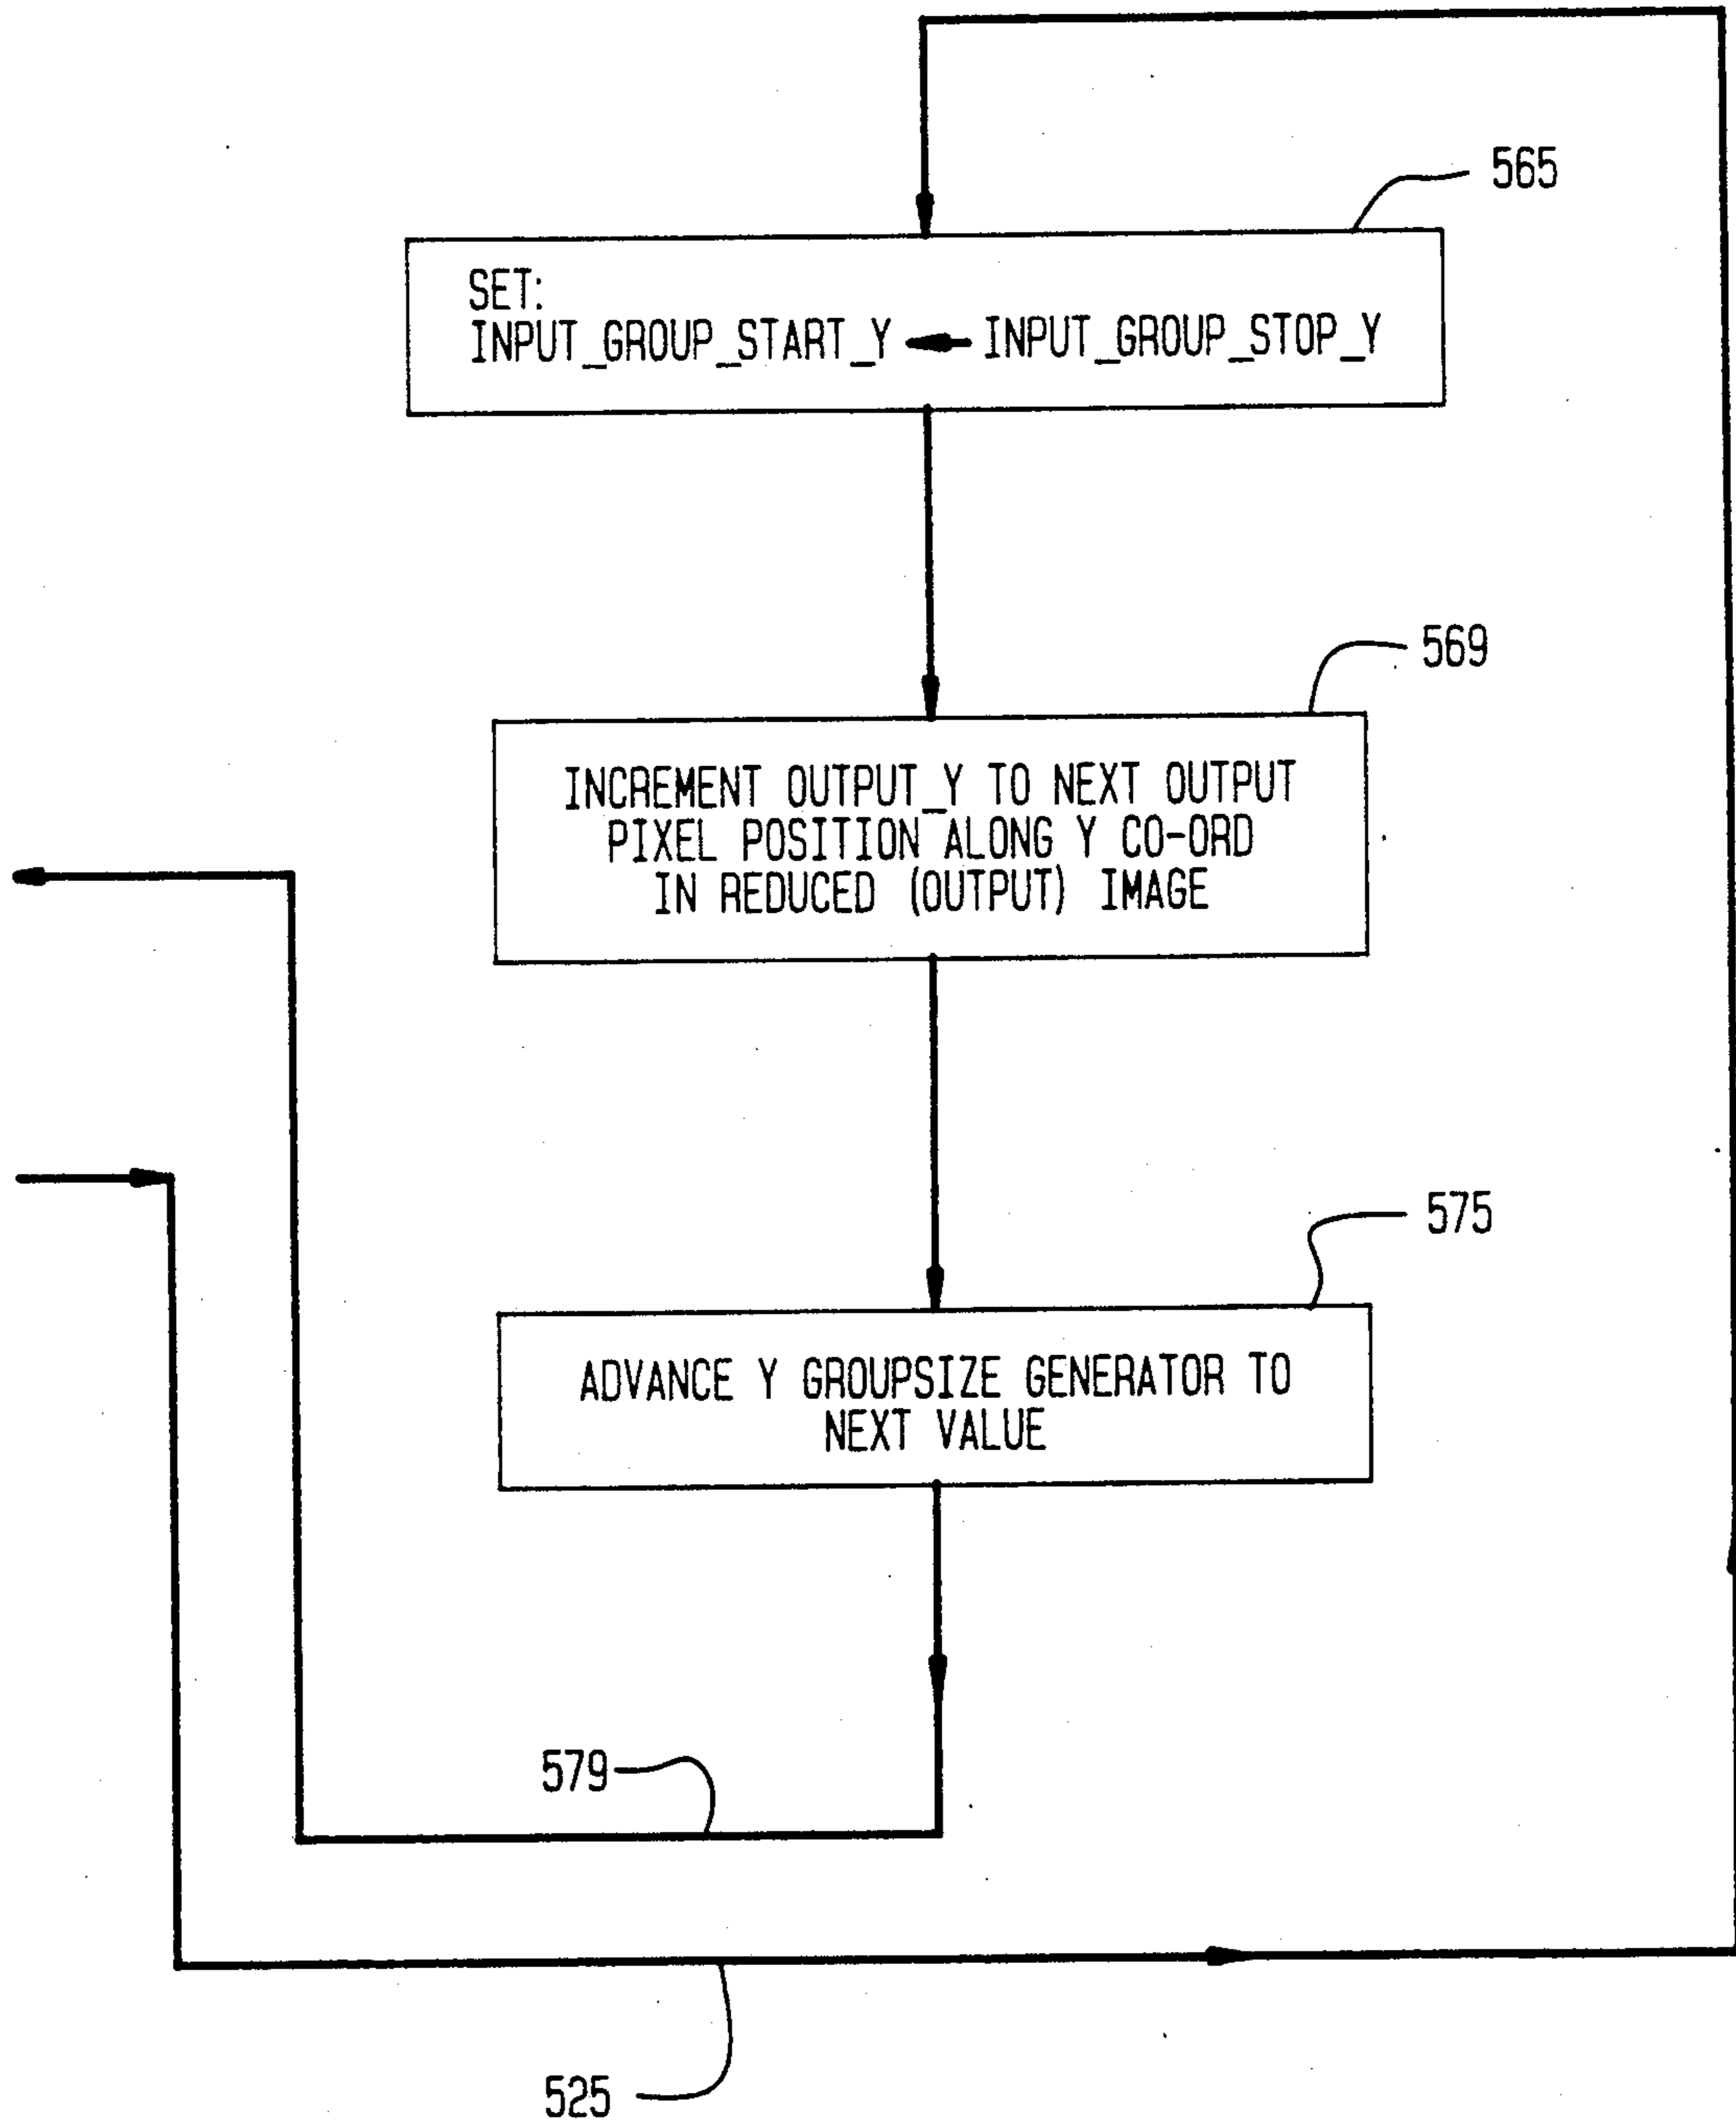 565
SET:
INPUT_GROUP_START_Y ← INPUT_GROUP_STOP_Y
569
INCREMENT OUTPUT_Y TO NEXT OUTPUT
PIXEL POSITION ALONG Y CO-ORD
IN REDUCED (OUTPUT) IMAGE
575
ADVANCE Y GROUPSIZE GENERATOR TO
NEXT VALUE
579
525